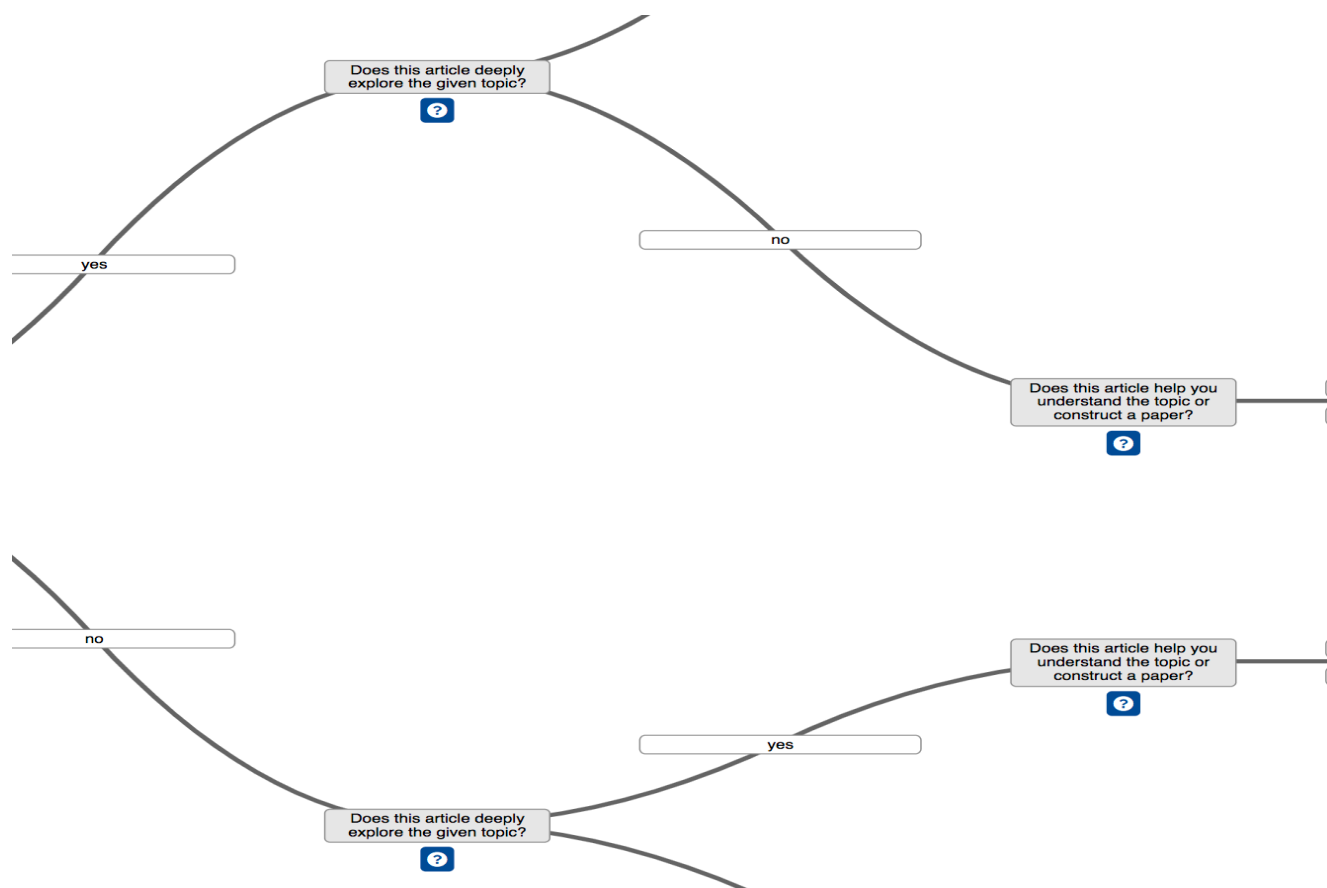 Does this article deeply
explore the given topic?
?
no
yes
Does this article help you
understand the topic or
construct a paper?
?
no
Does this article help you
understand the topic or
construct a paper?
?
yes
Does this article deeply
explore the given topic?
?